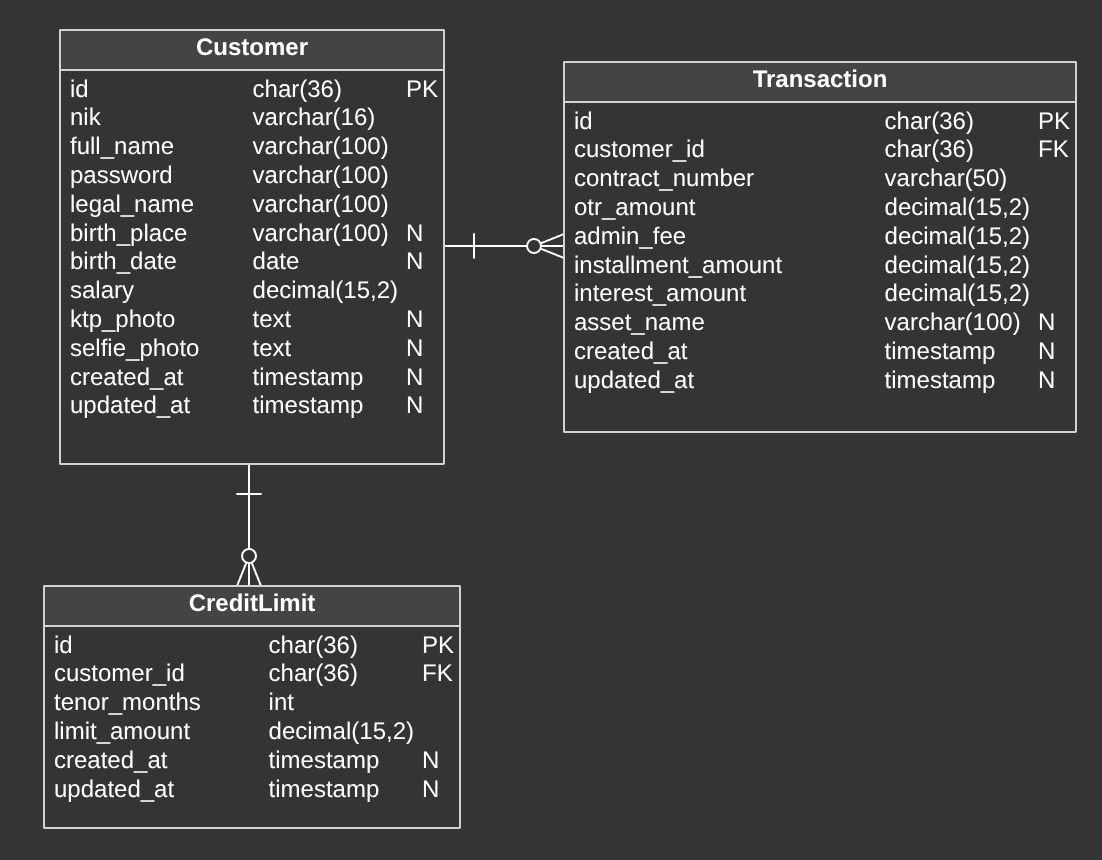 Customer
id char(36) PK
nik varchar(16)
full_name varchar(100)
password varchar(100)
legal_name varchar(100)
birth_place varchar(100) N
birth_date date N
salary decimal(15,2)
ktp_photo text N
selfie_photo text N
created_at timestamp N
updated_at timestamp N
Transaction
id char(36) PK
customer_id char(36) FK
contract_number varchar(50)
otr_amount decimal(15,2)
admin_fee decimal(15,2)
installment_amount decimal(15,2)
interest_amount decimal(15,2)
asset_name varchar(100) N
created_at timestamp N
updated_at timestamp N
CreditLimit
id char(36) PK
customer_id char(36) FK
tenor_months int
limit_amount decimal(15,2)
created_at timestamp N
updated_at timestamp N